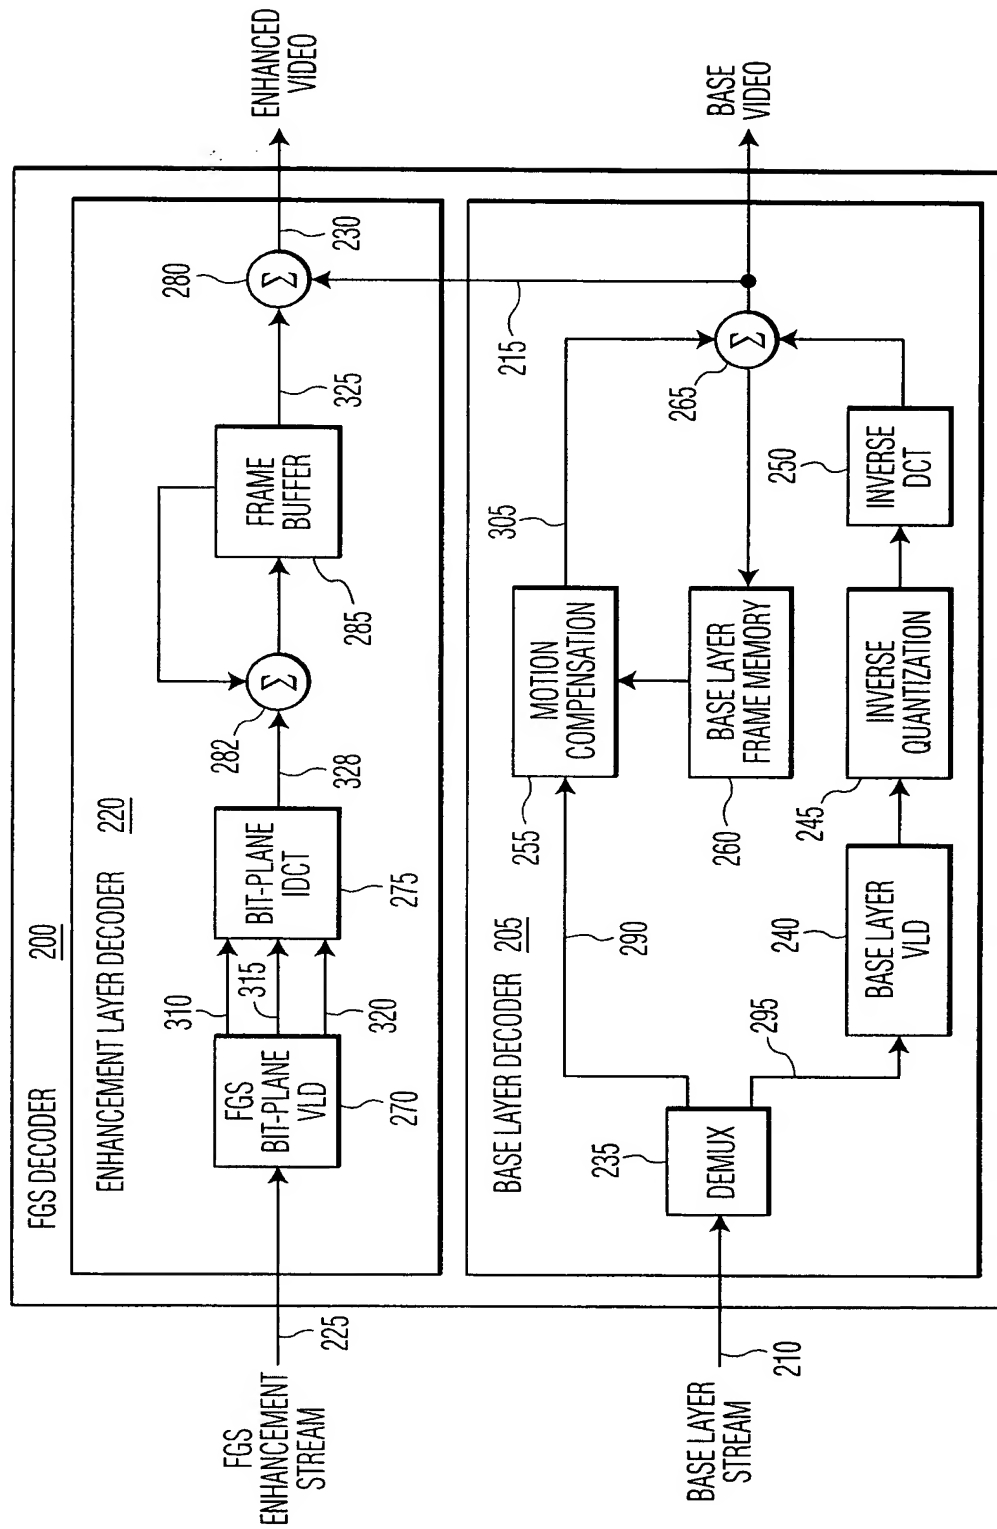 FGS DECODER 200
ENHANCEMENT LAYER DECODER 220
FGS
ENHANCEMENT
STREAM
225
FGS
BIT-PLANE
VLD
270
310
315
320
BIT-PLANE
IDCT
275
328
Σ
282
FRAME
BUFFER
285
325
Σ
280
230
ENHANCED
VIDEO
215
BASE LAYER DECODER 205
BASE LAYER
STREAM
210
DEMUX
235
290
295
MOTION
COMPENSATION
255
305
BASE LAYER
FRAME MEMORY
260
BASE LAYER
VLD
240
INVERSE
QUANTIZATION
245
INVERSE
DCT
250
Σ
265
BASE
VIDEO